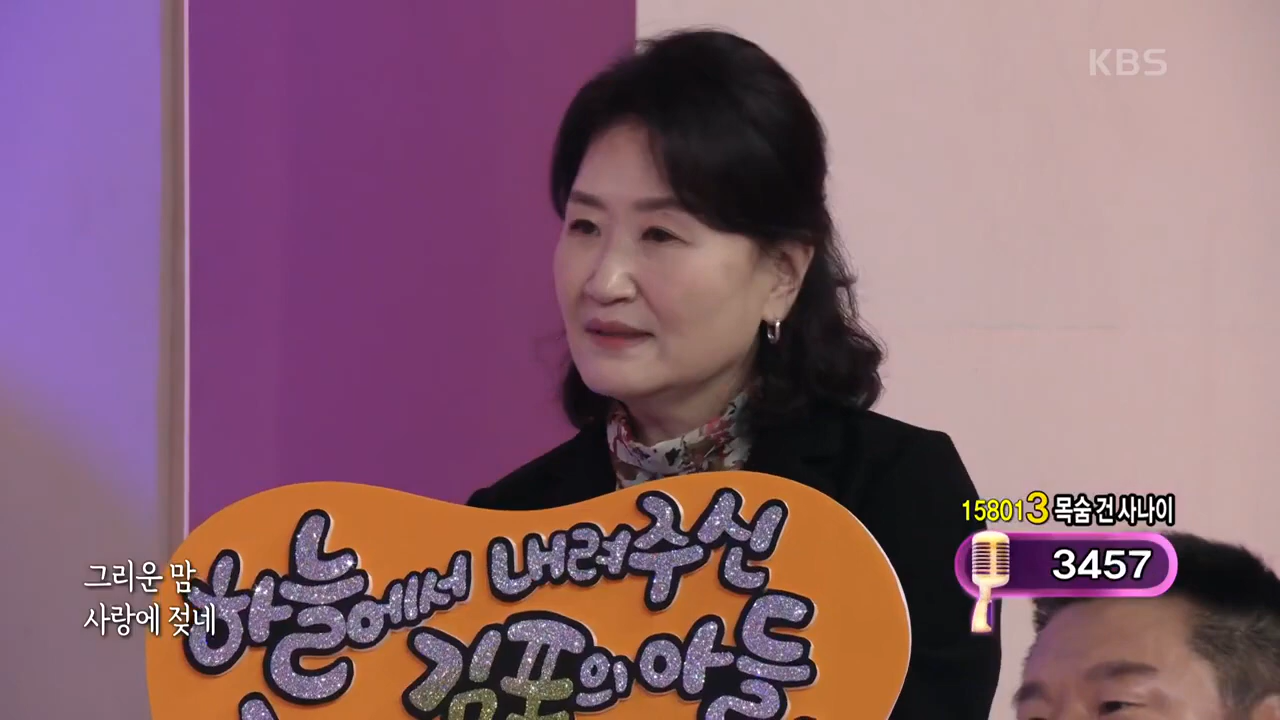 KBS
158013 목숨 건 사나이
3457
그리운 맘
사랑에 젖네
하늘에서 내려주신
김포의 아들